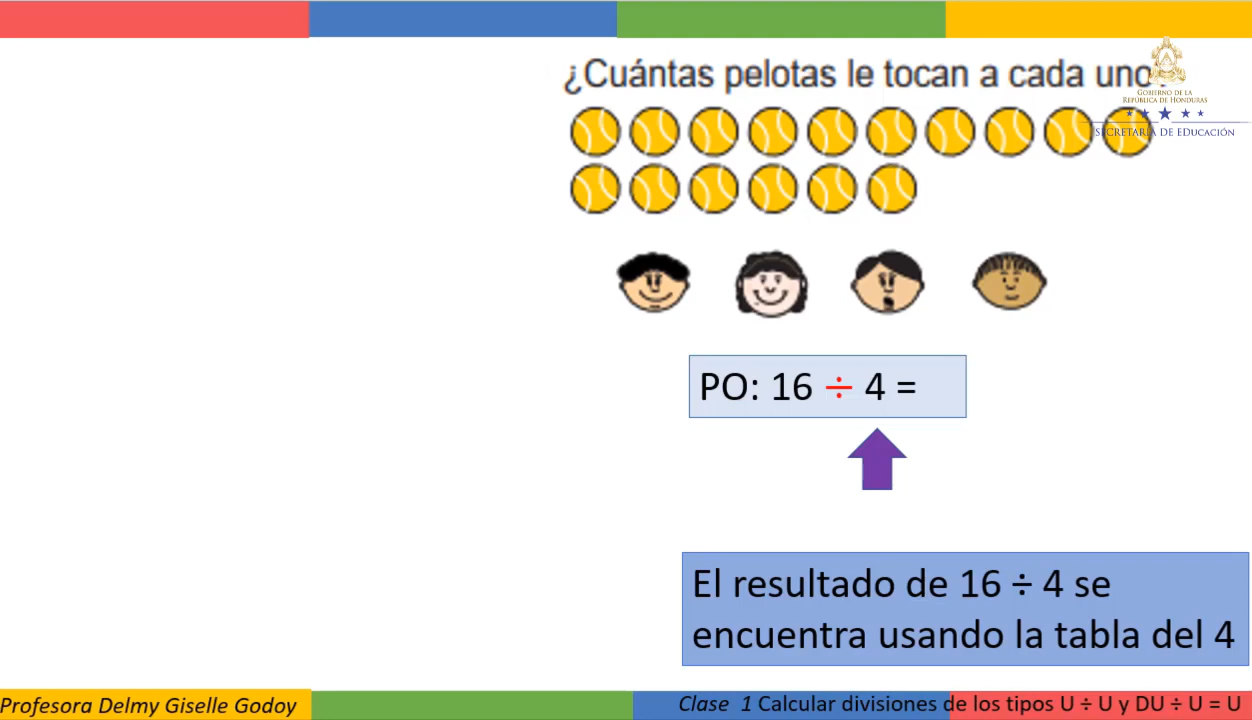 ¿Cuántas pelotas le tocan a cada uno
GOBIERNO DE LA
REPÚBLICA DE HONDURAS
SECRETARÍA DE EDUCACIÓN
PO: 16 ÷ 4 =
El resultado de 16 ÷ 4 se
encuentra usando la tabla del 4
Profesora Delmy Giselle Godoy
Clase 1 Calcular divisiones de los tipos U ÷ U y DU ÷ U = U